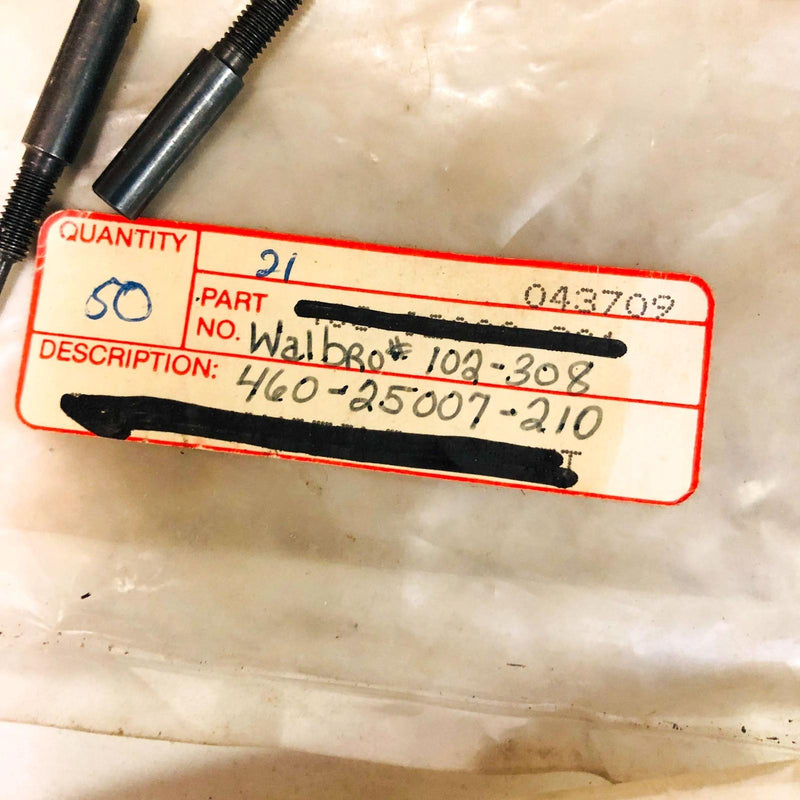 QUANTITY
50
21
043709
PART
NO. Walbro# 102-308
DESCRIPTION: 460-25007-210
T